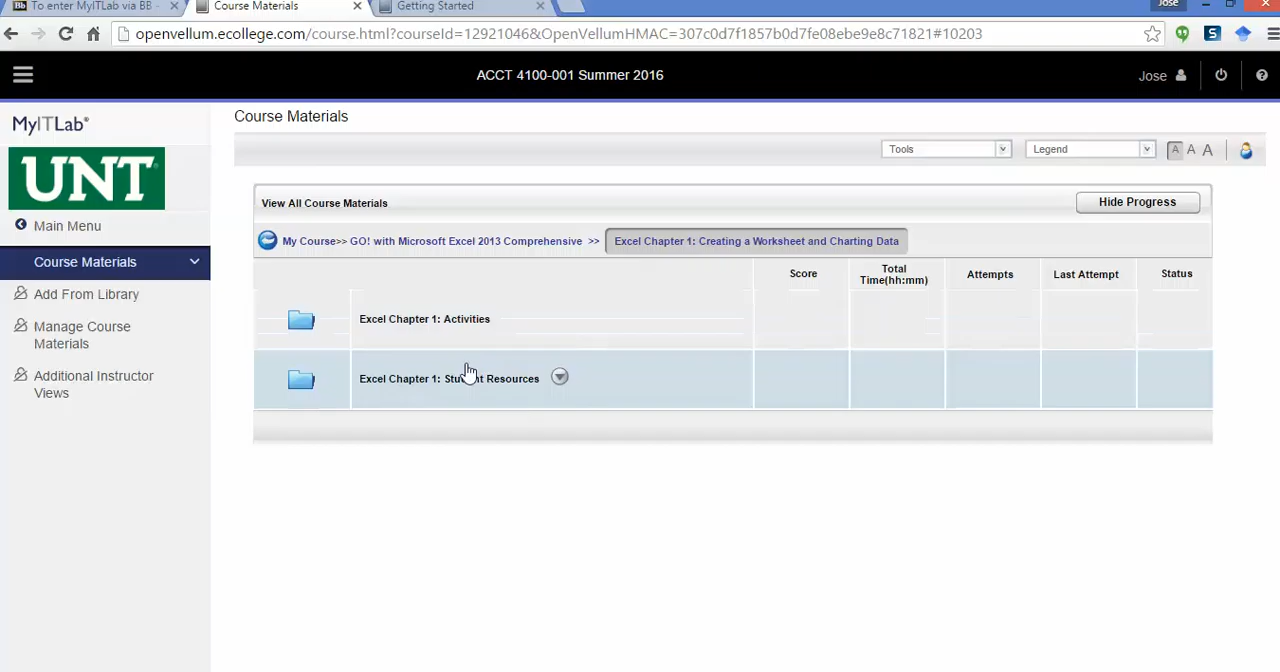 Bb To enter MyITLab via BB -
Course Materials
Getting Started
Jose
openvellum.ecollege.com/course.html?courseId=12921046&OpenVellumHMAC=307c0d7f1857b0d7fe08ebe9e8c71821#10203
S
ACCT 4100-001 Summer 2016
Jose
?
MyITLab®
UNT
Main Menu
Course Materials
Add From Library
Manage Course
Materials
Additional Instructor
Views
Course Materials
Tools
Legend
A A A
View All Course Materials
Hide Progress
My Course>> GO! with Microsoft Excel 2013 Comprehensive >> Excel Chapter 1: Creating a Worksheet and Charting Data
Score
Total
Time(hh:mm)
Attempts
Last Attempt
Status
Excel Chapter 1: Activities
Excel Chapter 1: Student Resources